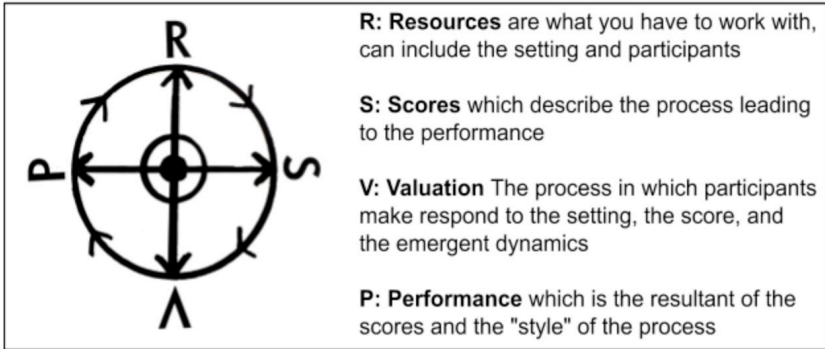 R
S
V
P
R: Resources are what you have to work with,
can include the setting and participants
S: Scores which describe the process leading
to the performance
V: Valuation The process in which participants
make respond to the setting, the score, and
the emergent dynamics
P: Performance which is the resultant of the
scores and the "style" of the process